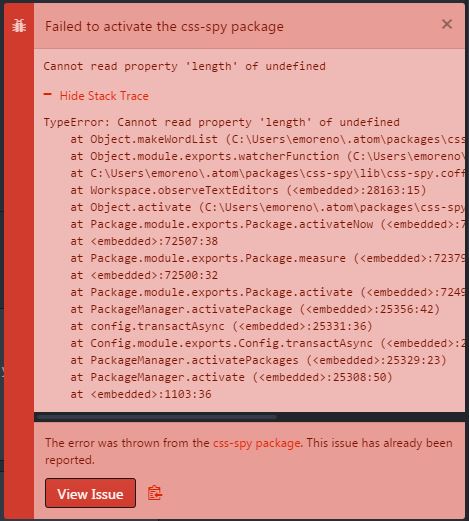 Failed to activate the css-spy package
Cannot read property 'length' of undefined
Hide Stack Trace
TypeError: Cannot read property 'length' of undefined
at Object.makeWordList (C:\Users\emoreno\.atom\packages\css
at Object.module.exports.watcherFunction (C:\Users\emoreno\
at C:\Users\emoreno\.atom\packages\css-spy\lib\css-spy.coff
at Workspace.observeTextEditors (<embedded>:28163:15)
at Object.activate (C:\Users\emoreno\.atom\packages\css-spy
at Package.module.exports.Package.activateNow (<embedded>:7
at <embedded>:72507:38
at Package.module.exports.Package.measure (<embedded>:72379
at <embedded>:72500:32
at Package.module.exports.Package.activate (<embedded>:7249
at PackageManager.activatePackage (<embedded>:25356:42)
at config.transactAsync (<embedded>:25331:36)
at Config.module.exports.Config.transactAsync (<embedded>:2
at PackageManager.activatePackages (<embedded>:25329:23)
at PackageManager.activate (<embedded>:25308:50)
at <embedded>:1103:36
The error was thrown from the css-spy package. This issue has already been
reported.
View Issue